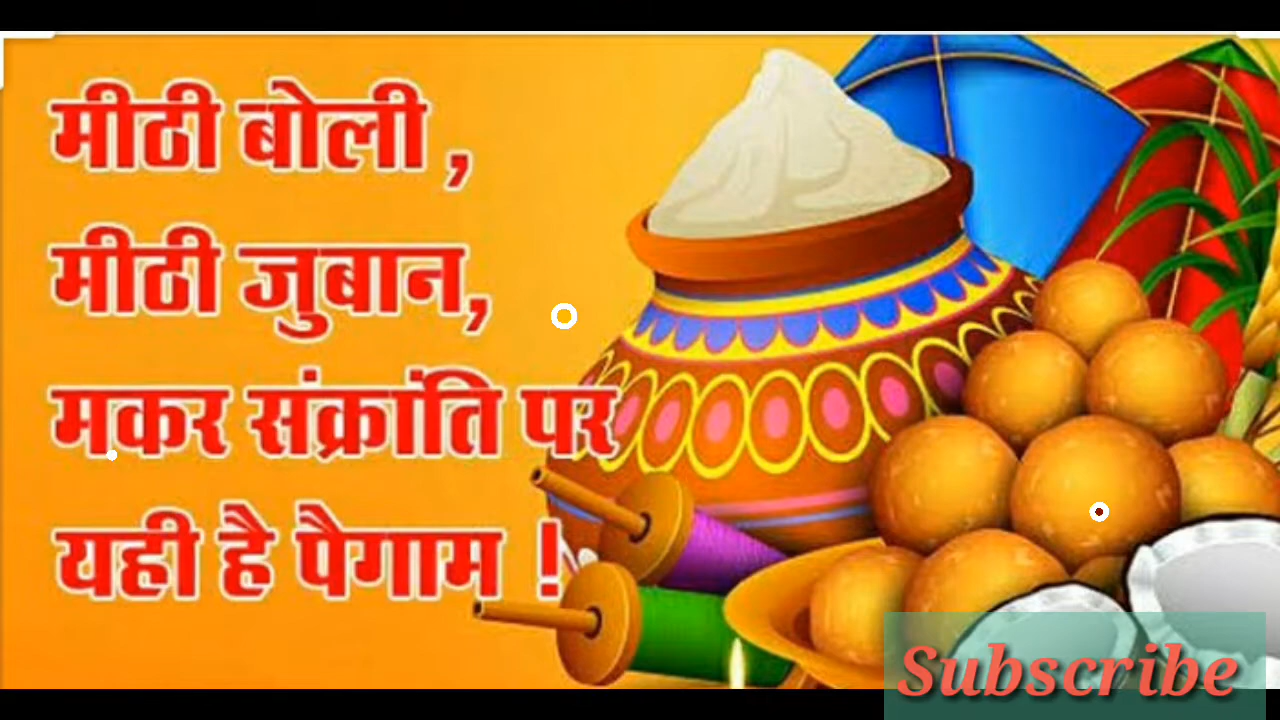 मीठी बोली ,
मीठी जुबान,
मकर संक्रांति पर
यही है पैगाम !
Subscribe